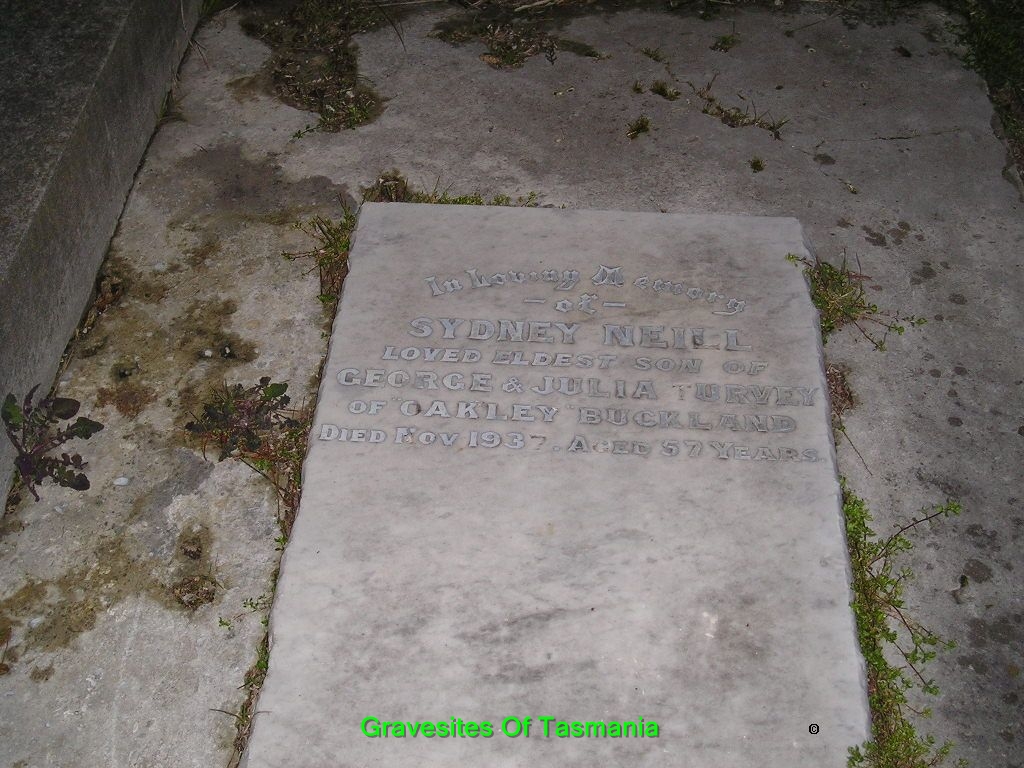 In Loving Memory
— of —
SYDNEY NEILL
LOVED ELDEST SON OF
GEORGE & JULIA TURVEY
OF "OAKLEY" BUCKLAND
DIED NOV 1937. AGED 57 YEARS.
Gravesites Of Tasmania
©